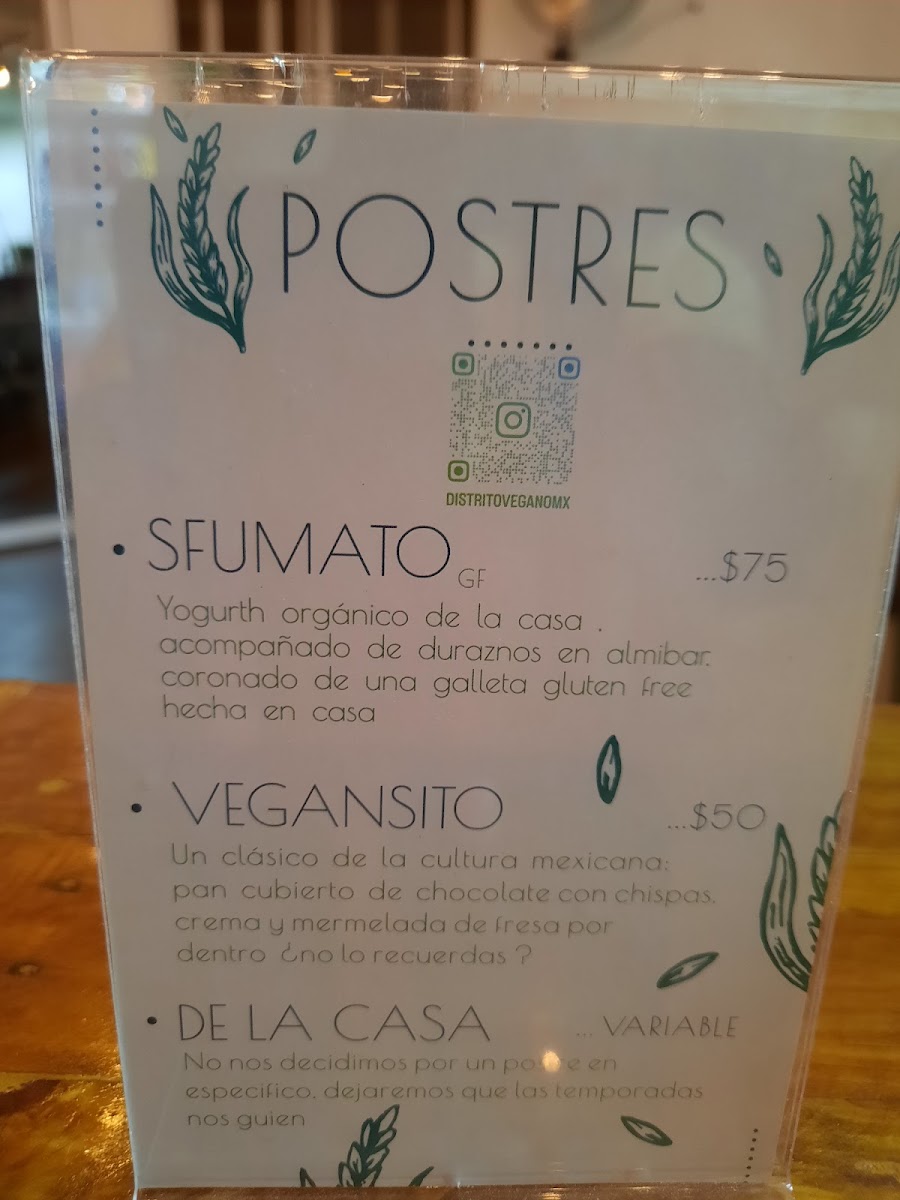 POSTRES
DISTRITOVEGANOMX
• SFUMATO GF ...$75
Yogurth orgánico de la casa .
acompañado de duraznos en almibar,
coronado de una galleta gluten free
hecha en casa
• VEGANSITO ...$50
Un clásico de la cultura mexicana:
pan cubierto de chocolate con chispas,
crema y mermelada de fresa por
dentro ¿no lo recuerdas ?
• DE LA CASA ... VARIABLE
No nos decidimos por un postre en
especifico, dejaremos que las temporadas
nos guien